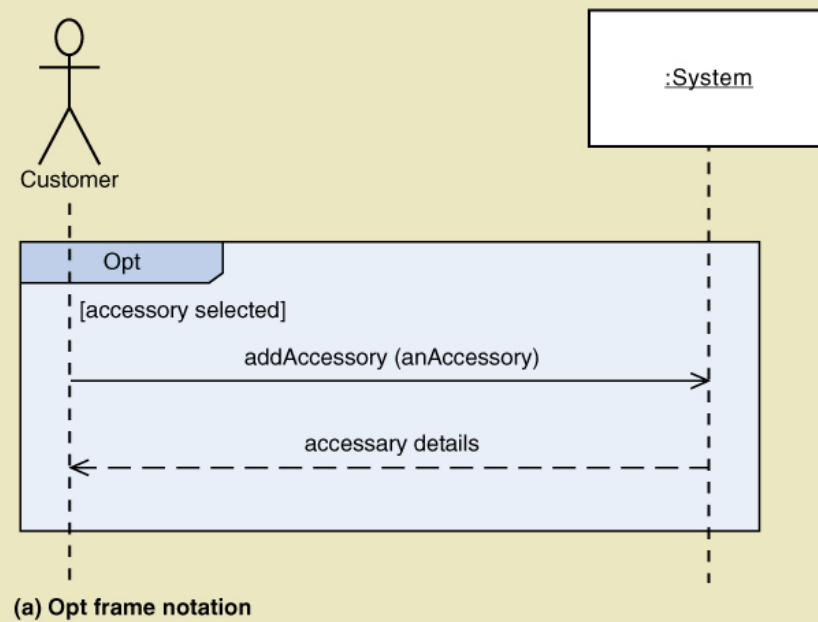 :System
Customer
Opt
[accessory selected]
addAccessory (anAccessory)
accessary details
(a) Opt frame notation